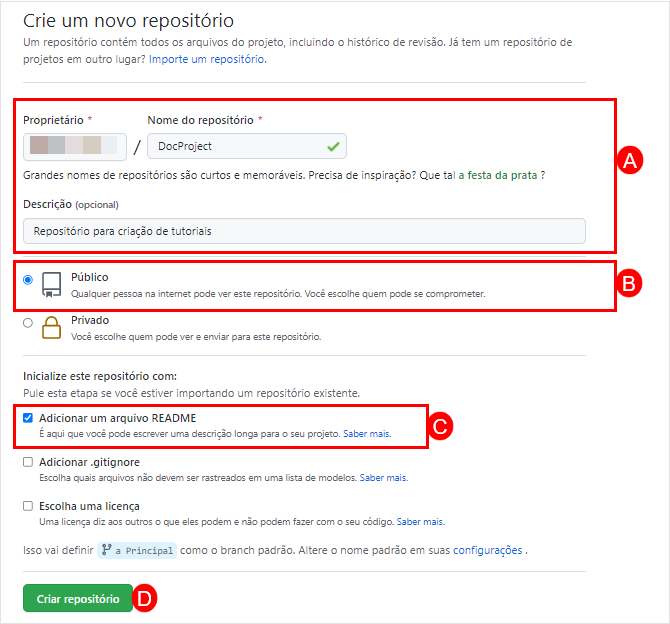 Crie um novo repositório
Um repositório contém todos os arquivos do projeto, incluindo o histórico de revisão. Já tem um repositório de
projetos em outro lugar? Importe um repositório.
Proprietário * Nome do repositório *
/ DocProject
Grandes nomes de repositórios são curtos e memoráveis. Precisa de inspiração? Que tal a festa da prata ?
A
Descrição (opcional)
Repositório para criação de tutoriais
Público
Qualquer pessoa na internet pode ver este repositório. Você escolhe quem pode se comprometer.
B
Privado
Você escolhe quem pode ver e enviar para este repositório.
Inicialize este repositório com:
Pule esta etapa se você estiver importando um repositório existente.
Adicionar um arquivo README
É aqui que você pode escrever uma descrição longa para o seu projeto. Saber mais.
C
Adicionar .gitignore
Escolha quais arquivos não devem ser rastreados em uma lista de modelos. Saber mais.
Escolha uma licença
Uma licença diz aos outros o que eles podem e não podem fazer com o seu código. Saber mais.
Isso vai definir a Principal como o branch padrão. Altere o nome padrão em suas configurações .
Criar repositório D